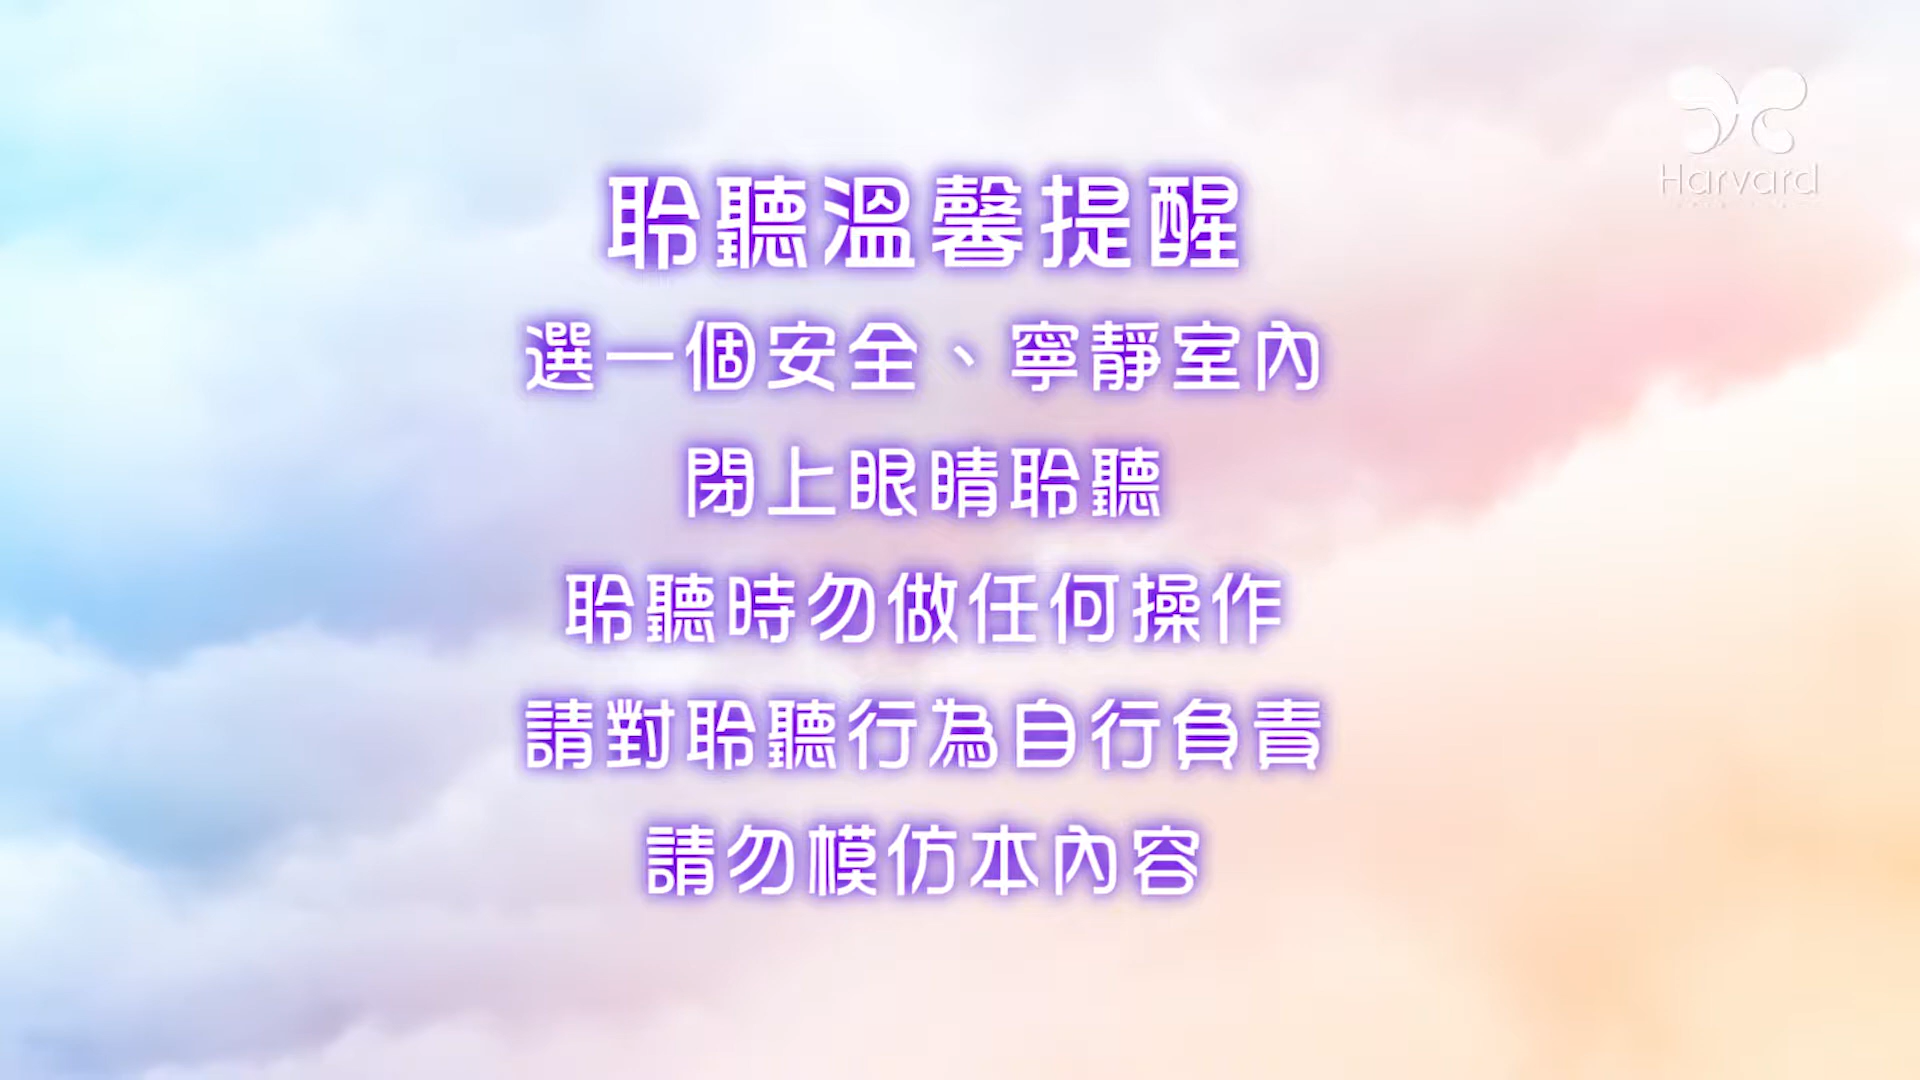 Harvard
聆聽溫馨提醒
選一個安全、寧靜室內
閉上眼睛聆聽
聆聽時勿做任何操作
請對聆聽行為自行負責
請勿模仿本內容